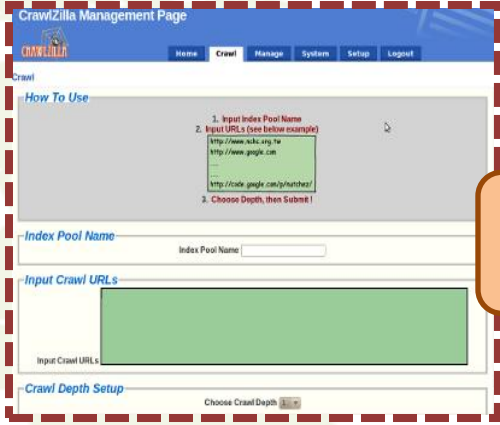 CrawlZilla Management Page
CRAWLZILLA
Home Crawl Manage System Setup Logout
Crawl
How To Use
1. Input Index Pool Name
2. Input URLs (see below example)
http://www.nchc.org.tw
http://www.google.com
....
....
http://code.google.com/p/nutchez/
3. Choose Depth, then Submit !
Index Pool Name
Index Pool Name
Input Crawl URLs
Input Crawl URLs
Crawl Depth Setup
Choose Crawl Depth 1